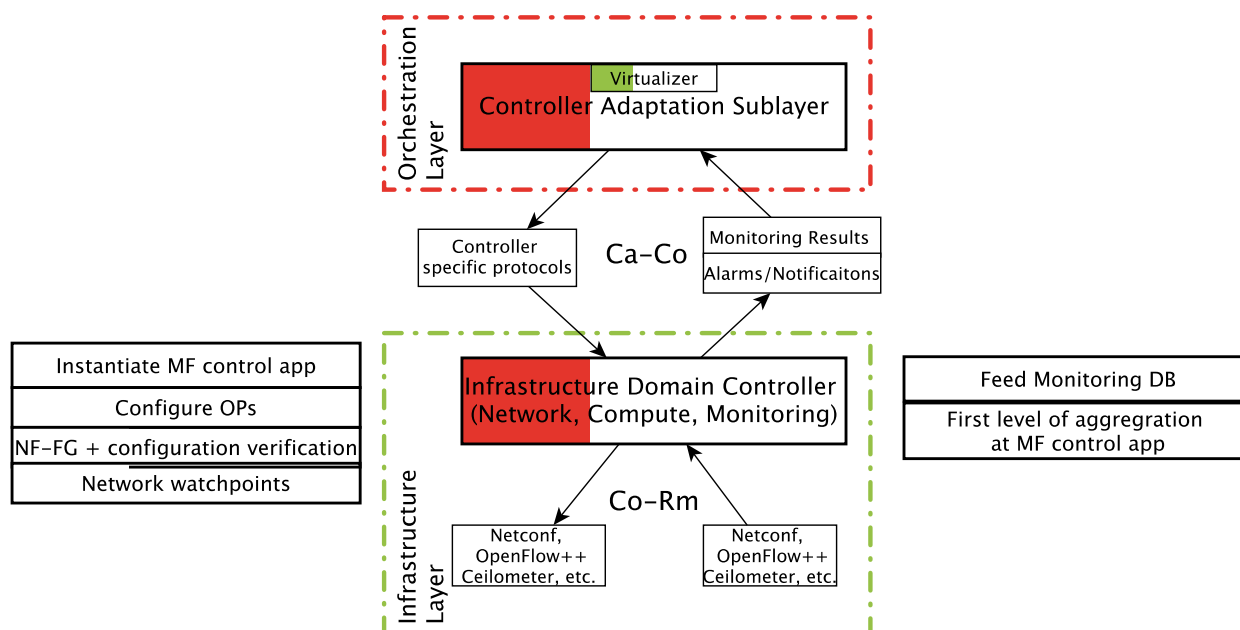 Orchestration
Layer
Virtualizer
Controller Adaptation Sublayer
Controller
specific protocols
Ca-Co
Monitoring Results
Alarms/Notificaitons
Instantiate MF control app
Configure OPs
NF-FG + configuration verification
Network watchpoints
Infrastructure
Layer
Infrastructure Domain Controller
(Network, Compute, Monitoring)
Co-Rm
Netconf,
OpenFlow++
Ceilometer, etc.
Netconf,
OpenFlow++
Ceilometer, etc.
Feed Monitoring DB
First level of aggregration
at MF control app